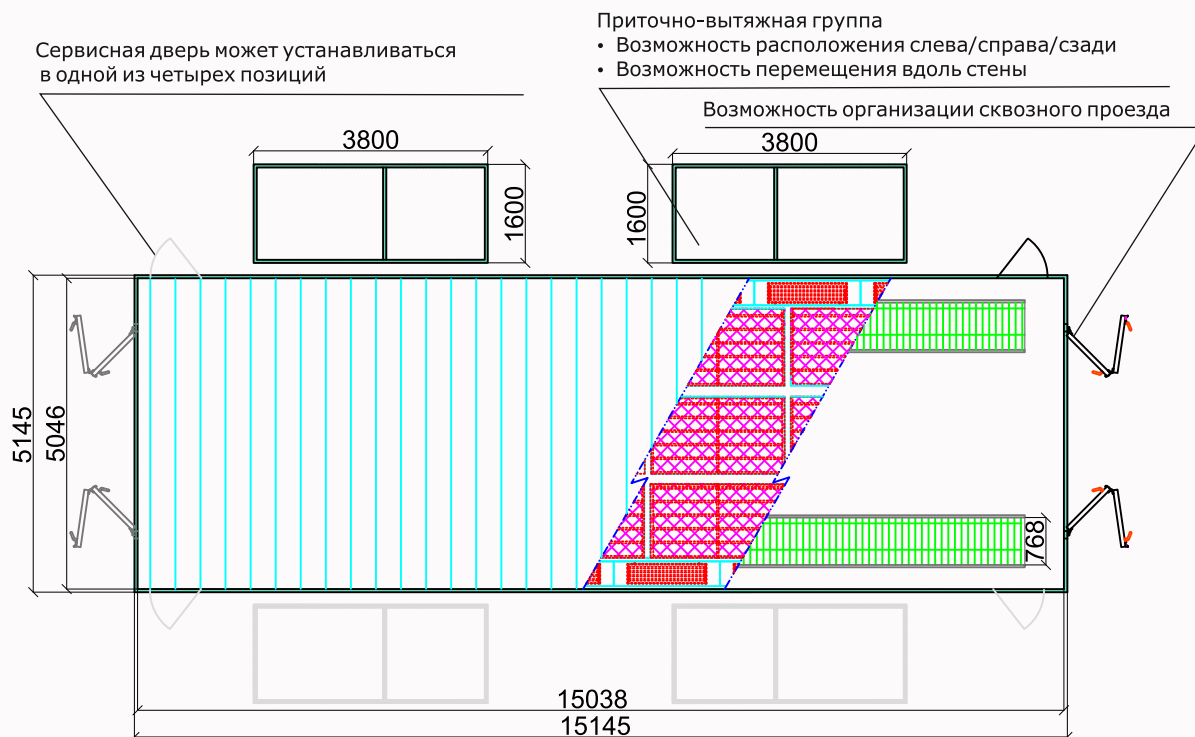 Приточно-вытяжная группа
• Возможность расположения слева/справа/сзади
• Возможность перемещения вдоль стены
Сервисная дверь может устанавливаться
в одной из четырех позиций
Возможность организации сквозного проезда
3800
3800
1600
1600
5145
5046
768
15038
15145